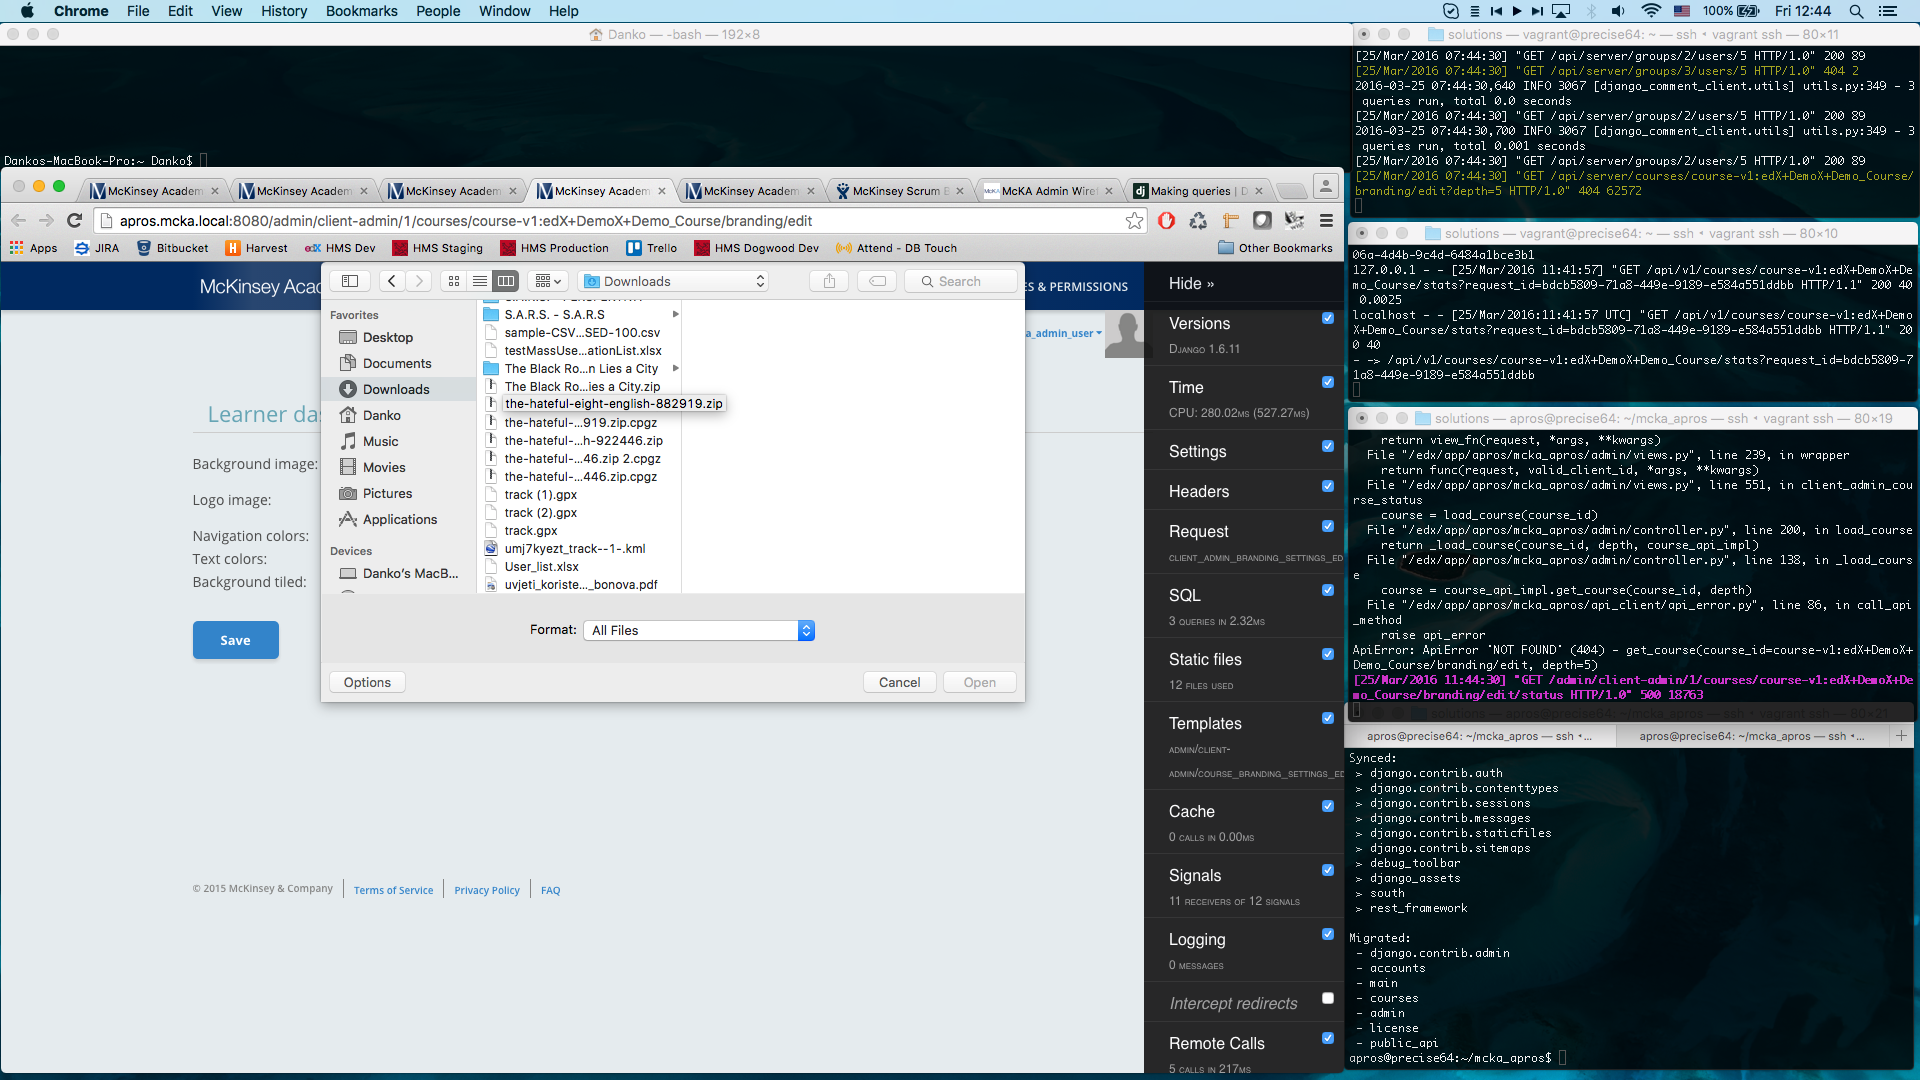 Chrome File Edit View History Bookmarks People Window Help
100% Fri 12:44
Danko — -bash — 192×8
Dankos-MacBook-Pro:~ Danko$
McKinsey Academ
McKinsey Academ
McKinsey Academ
McKinsey Academ
McKinsey Academ
McKinsey Scrum B
McKA Admin Wiref
Making queries | D
apros.mcka.local:8080/admin/client-admin/1/courses/course-v1:edX+DemoX+Demo_Course/branding/edit
Apps JIRA Bitbucket Harvest HMS Dev HMS Staging HMS Production Trello HMS Dogwood Dev Attend - DB Touch Other Bookmarks
McKinsey Acad
ES & PERMISSIONS
a_admin_user
Learner das
Background image:
Logo image:
Navigation colors:
Text colors:
Background tiled:
Save
© 2015 McKinsey & Company Terms of Service Privacy Policy FAQ
Downloads
Search
Favorites
Desktop
Documents
Downloads
Danko
Music
Movies
Pictures
Applications
Devices
Danko's MacB...
S.A.R.S. - S.A.R.S
sample-CSV...SED-100.csv
testMassUse...ationList.xlsx
The Black Ro...n Lies a City
The Black Ro...ies a City.zip
the-hateful-eight-english-882919.zip
the-hateful-...919.zip.cpgz
the-hateful-...h-922446.zip
the-hateful-...46.zip 2.cpgz
the-hateful-...446.zip.cpgz
track (1).gpx
track (2).gpx
track.gpx
umj7kyezt_track--1-.kml
User_list.xlsx
uvjeti_koriste..._bonova.pdf
Format: All Files
Options Cancel Open
Hide »
Versions
Django 1.6.11
Time
CPU: 280.02ms (527.27ms)
Settings
Headers
Request
CLIENT_ADMIN_BRANDING_SETTINGS_ED
SQL
3 queries in 2.32ms
Static files
12 files used
Templates
admin/client-
admin/course_branding_settings_ed
Cache
0 calls in 0.00ms
Signals
11 receivers of 12 signals
Logging
0 messages
Intercept redirects
Remote Calls
5 calls in 217ms
solutions — vagrant@precise64: ~ — ssh ‹ vagrant ssh — 80×11
[25/Mar/2016 07:44:30] "GET /api/server/groups/2/users/5 HTTP/1.0" 200 89
[25/Mar/2016 07:44:30] "GET /api/server/groups/3/users/5 HTTP/1.0" 404 2
2016-03-25 07:44:30,640 INFO 3067 [django_comment_client.utils] utils.py:349 - 3
queries run, total 0.0 seconds
[25/Mar/2016 07:44:30] "GET /api/server/groups/2/users/5 HTTP/1.0" 200 89
2016-03-25 07:44:30,700 INFO 3067 [django_comment_client.utils] utils.py:349 - 3
queries run, total 0.001 seconds
[25/Mar/2016 07:44:30] "GET /api/server/groups/2/users/5 HTTP/1.0" 200 89
[25/Mar/2016 07:44:30] "GET /api/server/courses/course-v1:edX+DemoX+Demo_Course/
branding/edit?depth=5 HTTP/1.0" 404 62572
solutions — vagrant@precise64: ~ — ssh ‹ vagrant ssh — 80×10
06a-4d4b-9c4d-6484a1bce3b1
127.0.0.1 - - [25/Mar/2016 11:41:57] "GET /api/v1/courses/course-v1:edX+DemoX+De
mo_Course/stats?request_id=bdcb5809-71a8-449e-9189-e584a551ddbb HTTP/1.1" 200 40
0.0025
localhost - - [25/Mar/2016:11:41:57 UTC] "GET /api/v1/courses/course-v1:edX+Demo
X+Demo_Course/stats?request_id=bdcb5809-71a8-449e-9189-e584a551ddbb HTTP/1.1" 20
0 40
- -> /api/v1/courses/course-v1:edX+DemoX+Demo_Course/stats?request_id=bdcb5809-7
1a8-449e-9189-e584a551ddbb
solutions — apros@precise64: ~/mcka_apros — ssh ‹ vagrant ssh — 80×19
return view_fn(request, *args, **kwargs)
File "/edx/app/apros/mcka_apros/admin/views.py", line 239, in wrapper
return func(request, valid_client_id, *args, **kwargs)
File "/edx/app/apros/mcka_apros/admin/views.py", line 551, in client_admin_cou
rse_status
course = load_course(course_id)
File "/edx/app/apros/mcka_apros/admin/controller.py", line 200, in load_course
return _load_course(course_id, depth, course_api_impl)
File "/edx/app/apros/mcka_apros/admin/controller.py", line 138, in _load_cours
e
course = course_api_impl.get_course(course_id, depth)
File "/edx/app/apros/mcka_apros/api_client/api_error.py", line 86, in call_api
_method
raise api_error
ApiError: ApiError 'NOT FOUND' (404) - get_course(course_id=course-v1:edX+DemoX+
Demo_Course/branding/edit, depth=5)
[25/Mar/2016 11:44:30] "GET /admin/client-admin/1/courses/course-v1:edX+DemoX+De
mo_Course/branding/edit/status HTTP/1.0" 500 18763
solutions — apros@precise64: ~/mcka_apros — ssh ‹ vagrant ssh — 80×21
apros@precise64: ~/mcka_apros — ssh ‹...
apros@precise64: ~/mcka_apros — ssh ‹...
Synced:
> django.contrib.auth
> django.contrib.contenttypes
> django.contrib.sessions
> django.contrib.messages
> django.contrib.staticfiles
> django.contrib.sitemaps
> debug_toolbar
> django_assets
> south
> rest_framework
Migrated:
- django.contrib.admin
- accounts
- main
- courses
- admin
- license
- public_api
apros@precise64:~/mcka_apros$